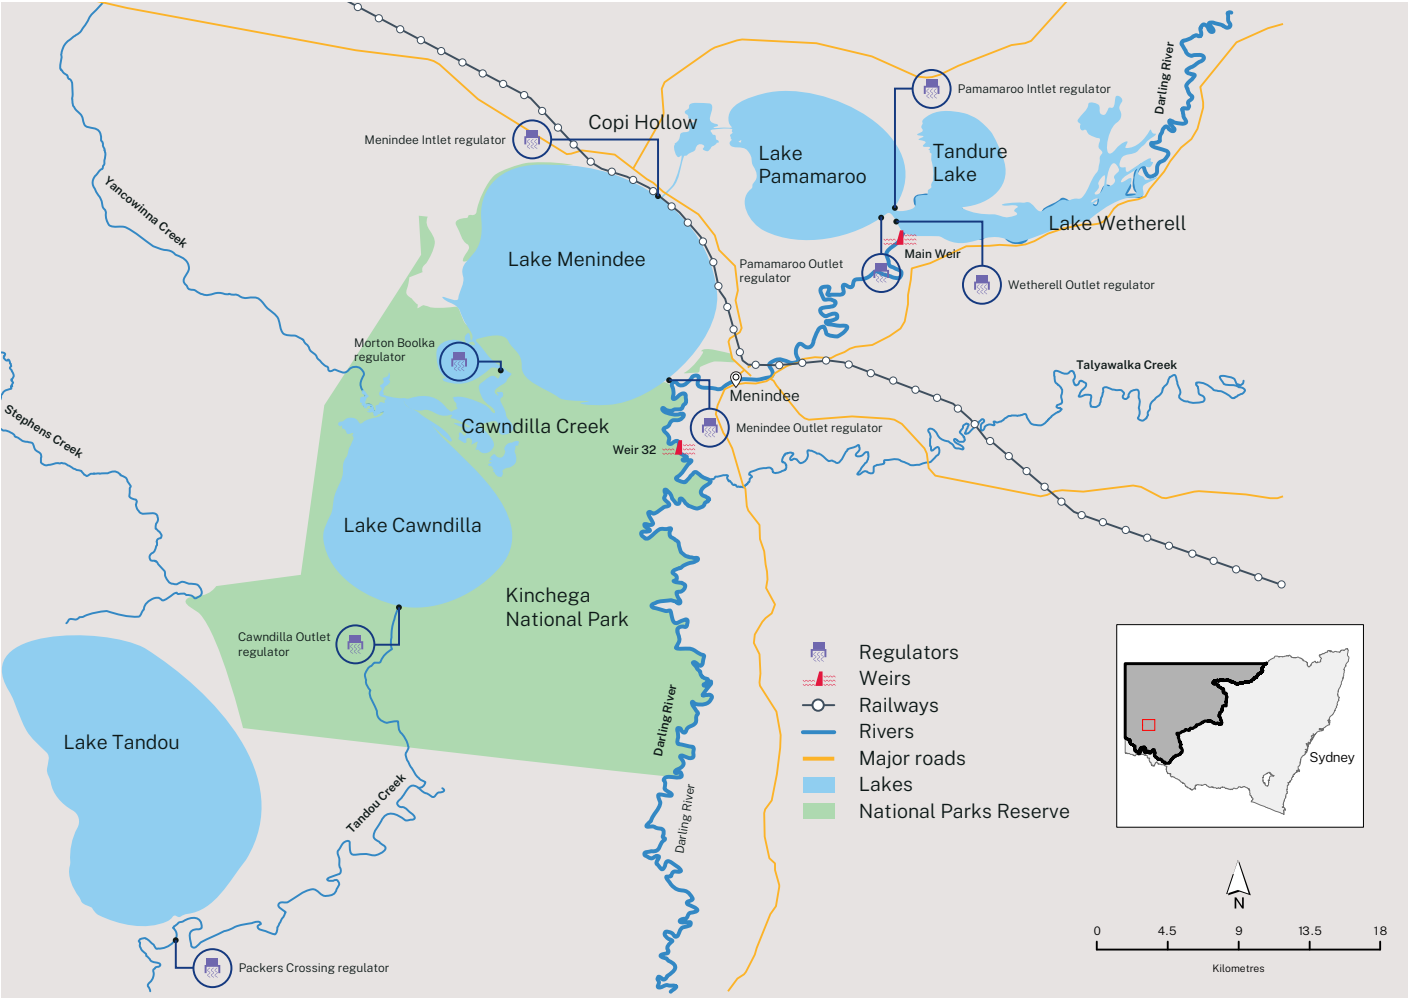 Darling River
Pamamaroo Intlet regulator
Copi Hollow
Menindee Intlet regulator
Lake
Pamamaroo
Tandure
Lake
Yancowinna Creek
Lake Wetherell
Lake Menindee
Main Weir
Pamamaroo Outlet
regulator
Wetherell Outlet regulator
Morton Boolka
regulator
Talyawalka Creek
Menindee
Stephens Creek
Cawndilla Creek
Menindee Outlet regulator
Weir 32
Lake Cawndilla
Kinchega
National Park
Cawndilla Outlet
regulator
Darling River
Lake Tandou
Tandou Creek
Darling River
Packers Crossing regulator
Regulators
Weirs
Railways
Rivers
Major roads
Lakes
National Parks Reserve
Sydney
N
0 4.5 9 13.5 18
Kilometres